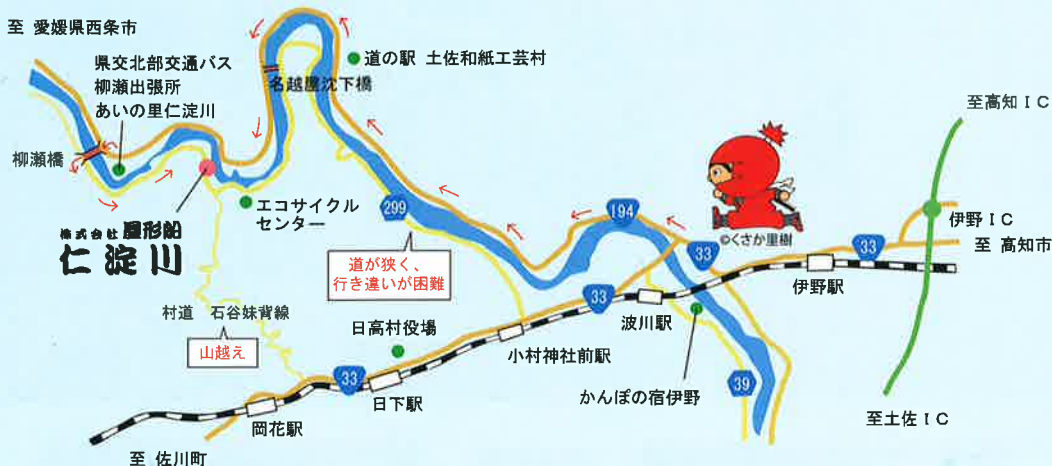 至 愛媛県西条市
県交北部交通バス
柳瀬出張所
あいの里仁淀川
柳瀬橋
株式会社 屋形船
仁淀川
エコサイクル
センター
名越屋沈下橋
道の駅 土佐和紙工芸村
299
道が狭く、
行き違いが困難
194
©くさか里樹
至高知IC
伊野IC
至 高知市
33
33
伊野駅
33
波川駅
小村神社前駅
かんぽの宿伊野
39
至土佐IC
村道 石谷妹背線
山越え
日高村役場
33
日下駅
岡花駅
至 佐川町